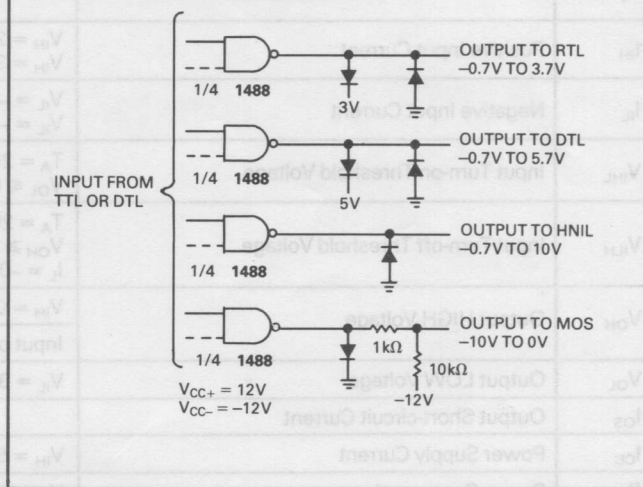 OUTPUT TO RTL
–0.7V TO 3.7V
1/4 1488
3V
OUTPUT TO DTL
–0.7V TO 5.7V
1/4 1488
5V
INPUT FROM
TTL OR DTL
OUTPUT TO HNIL
–0.7V TO 10V
1/4 1488
OUTPUT TO MOS
–10V TO 0V
1kΩ
1/4 1488
10kΩ
–12V
VCC+ = 12V
VCC– = –12V